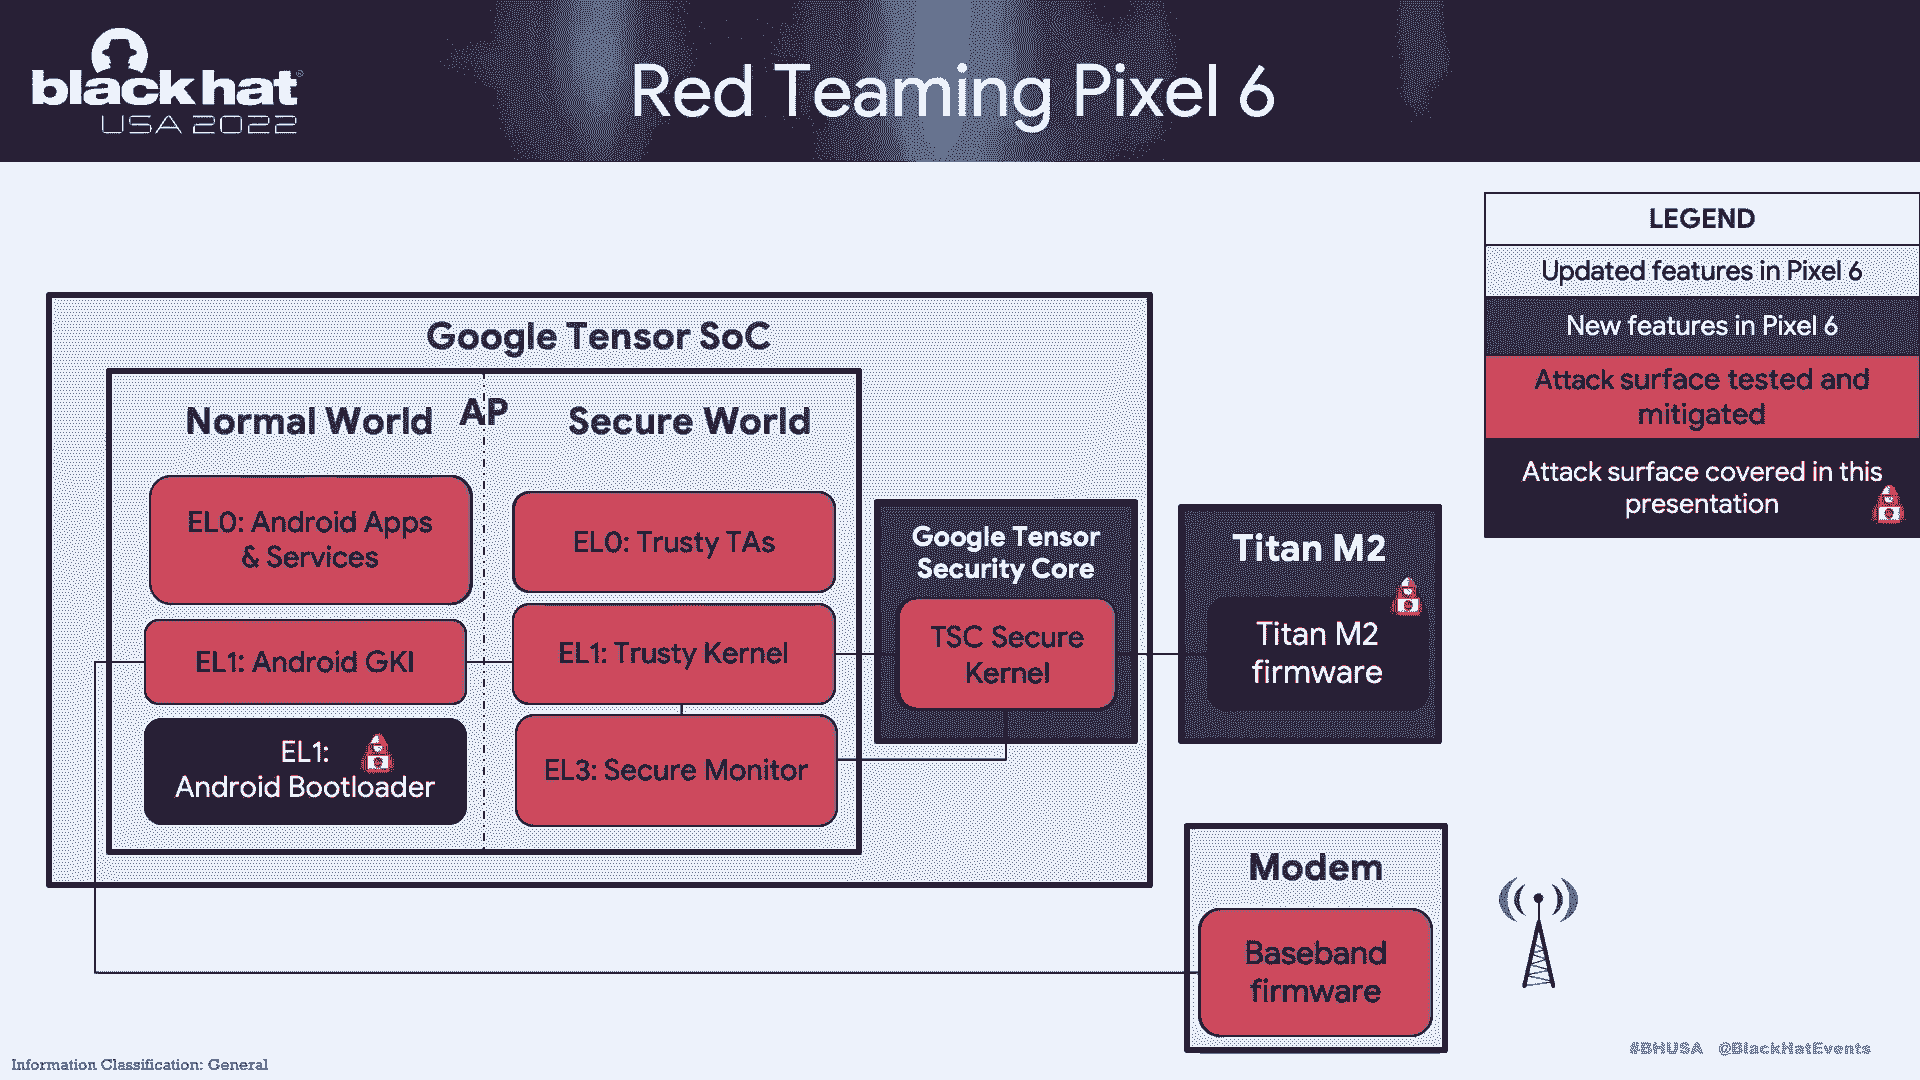 black hat
USA 2022
Red Teaming Pixel 6
LEGEND
Updated features in Pixel 6
New features in Pixel 6
Attack surface tested and
mitigated
Attack surface covered in this
presentation
Google Tensor SoC
Normal World
AP
Secure World
EL0: Android Apps
& Services
EL1: Android GKI
EL1:
Android Bootloader
EL0: Trusty TAs
EL1: Trusty Kernel
EL3: Secure Monitor
Google Tensor
Security Core
TSC Secure
Kernel
Titan M2
Titan M2
firmware
Modem
Baseband
firmware
Information Classification: General
#BHUSA @BlackHatEvents